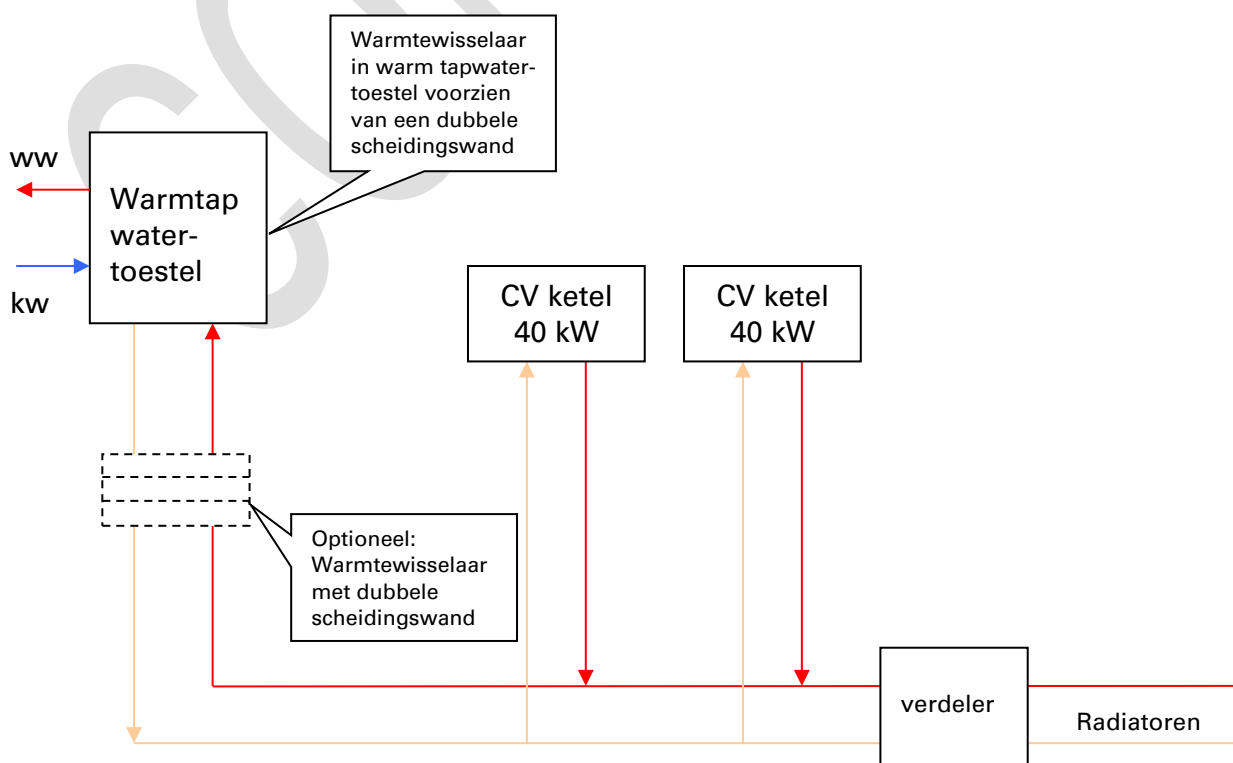 Warmtewisselaar
in warm tapwater-
toestel voorzien
van een dubbele
scheidingswand
ww
Warmtap
water-
toestel
kw
CV ketel
40 kW
CV ketel
40 kW
Optioneel:
Warmtewisselaar
met dubbele
scheidingswand
verdeler
Radiatoren